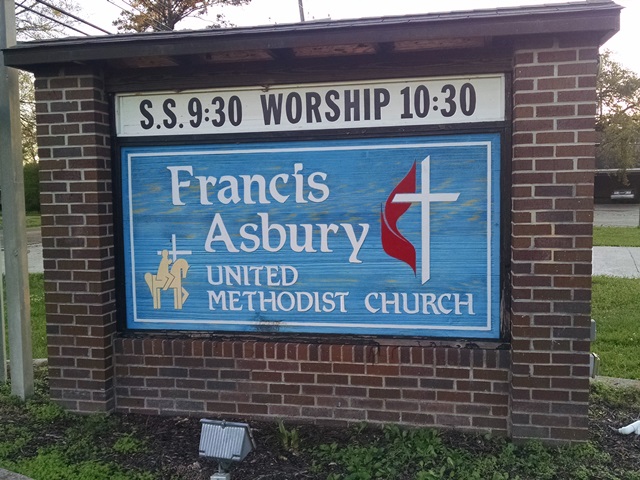 S.S. 9:30 WORSHIP 10:30
Francis
Asbury
UNITED
METHODIST CHURCH